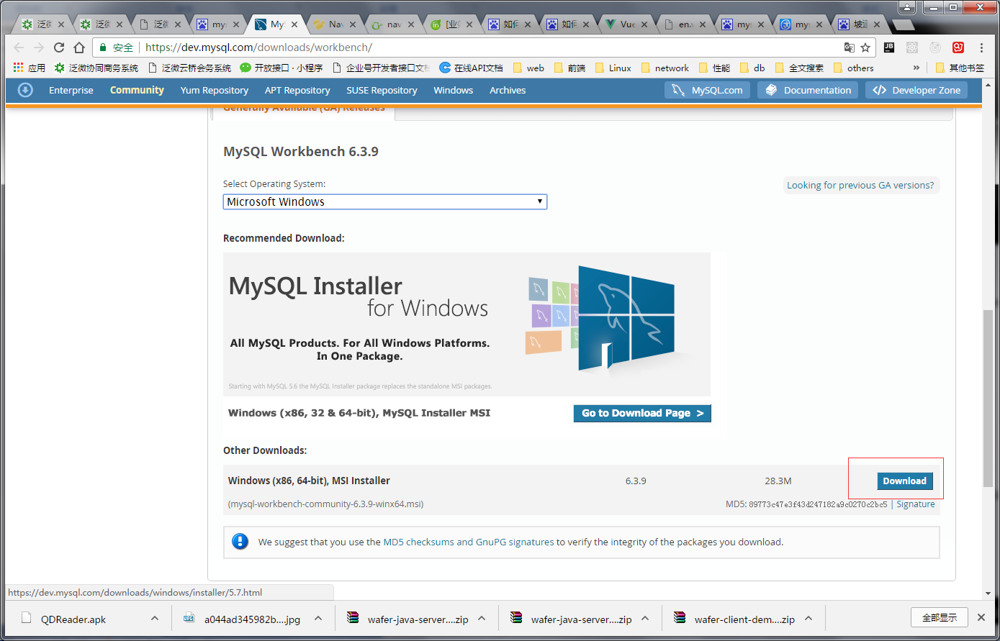 泛微
泛微
泛微
mys
MyS
Nav
nav
[业务
如何
如何
Vue
en.w
mys
mys
坡道
安全
https://dev.mysql.com/downloads/workbench/
应用
泛微协同商务系统
泛微云桥会务系统
开放接口 · 小程序
企业号开发者接口文档
在线API文档
web
前端
Linux
network
性能
db
全文搜索
others
»
其他书签
Enterprise
Community
Yum Repository
APT Repository
SUSE Repository
Windows
Archives
MySQL.com
Documentation
Developer Zone
Generally Available (GA) Releases
MySQL Workbench 6.3.9
Select Operating System:
Looking for previous GA versions?
Microsoft Windows
Recommended Download:
MySQL Installer
for Windows
All MySQL Products. For All Windows Platforms.
In One Package.
Starting with MySQL 5.6 the MySQL Installer package replaces the standalone MSI packages.
Windows (x86, 32 & 64-bit), MySQL Installer MSI
Go to Download Page >
Other Downloads:
Windows (x86, 64-bit), MSI Installer
6.3.9
28.3M
Download
(mysql-workbench-community-6.3.9-winx64.msi)
MD5: 89773c47e3f43d247182a9c0270c2bc5 | Signature
We suggest that you use the MD5 checksums and GnuPG signatures to verify the integrity of the packages you download.
https://dev.mysql.com/downloads/windows/installer/5.7.html
QDReader.apk
a044ad345982b....jpg
wafer-java-server....zip
wafer-java-server....zip
wafer-client-dem....zip
全部显示